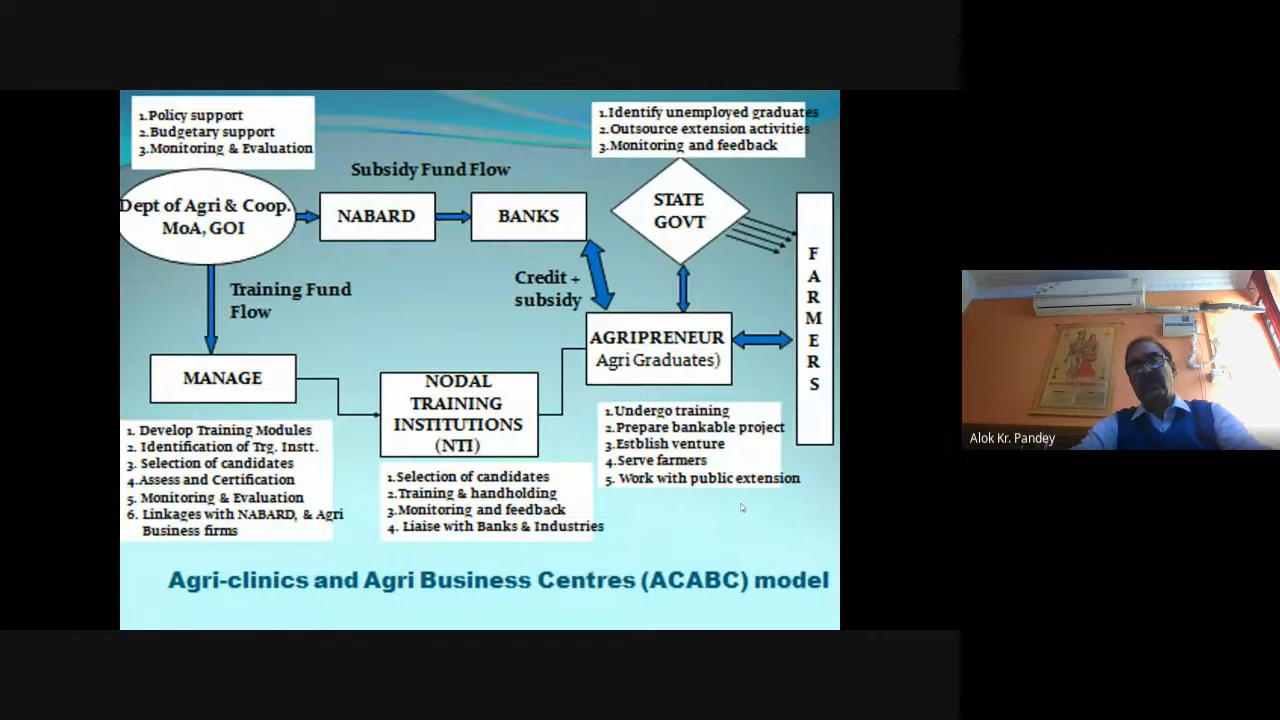 1.Policy support
2.Budgetary support
3.Monitoring & Evaluation
1.Identify unemployed graduates
2.Outsource extension activities
3.Monitoring and feedback
Subsidy Fund Flow
Dept of Agri & Coop.
MoA, GOI
NABARD
BANKS
STATE
GOVT
F
A
R
M
E
R
S
Credit +
subsidy
Training Fund
Flow
AGRIPRENEUR
Agri Graduates)
MANAGE
NODAL
TRAINING
INSTITUTIONS
(NTI)
1. Develop Training Modules
2. Identification of Trg. Instt.
3. Selection of candidates
4.Assess and Certification
5. Monitoring & Evaluation
6. Linkages with NABARD, & Agri
Business firms
1.Selection of candidates
2.Training & handholding
3.Monitoring and feedback
4. Liaise with Banks & Industries
1.Undergo training
2.Prepare bankable project
3.Estblish venture
4.Serve farmers
5. Work with public extension
Agri-clinics and Agri Business Centres (ACABC) model
Alok Kr. Pandey